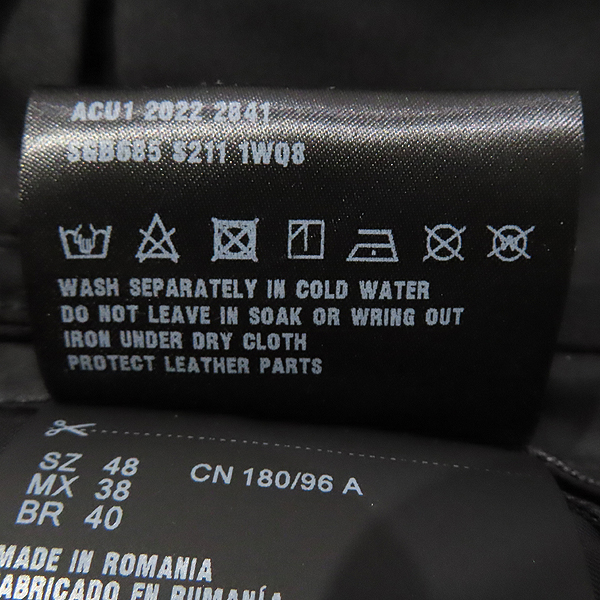 ACU1 2022 2841
SGB685 S211 1WQ8
WASH SEPARATELY IN COLD WATER
DO NOT LEAVE IN SOAK OR WRING OUT
IRON UNDER DRY CLOTH
PROTECT LEATHER PARTS
SZ 48
CN 180/96 A
MX 38
BR 40
MADE IN ROMANIA
FABRICADO EN RUMANÍA